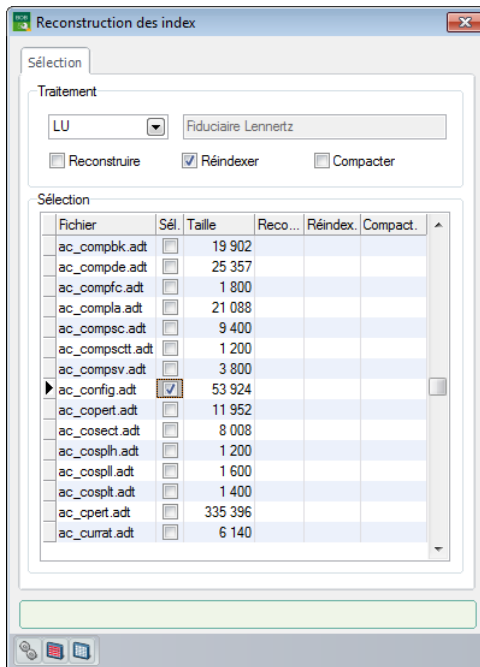 BOB
Reconstruction des index
Sélection
Traitement
LU Fiduciaire Lennertz
Reconstruire Réindexer Compacter
Sélection
Fichier Sél. Taille Reco... Réindex. Compact.
ac_compbk.adt 19 902
ac_compde.adt 25 357
ac_compfc.adt 1 800
ac_compla.adt 21 088
ac_compsc.adt 9 400
ac_compsctt.adt 1 200
ac_compsv.adt 3 800
ac_config.adt 53 924
ac_copert.adt 11 952
ac_cosect.adt 8 008
ac_cosplh.adt 1 200
ac_cospll.adt 1 600
ac_cosplt.adt 1 400
ac_cpert.adt 335 396
ac_currat.adt 6 140